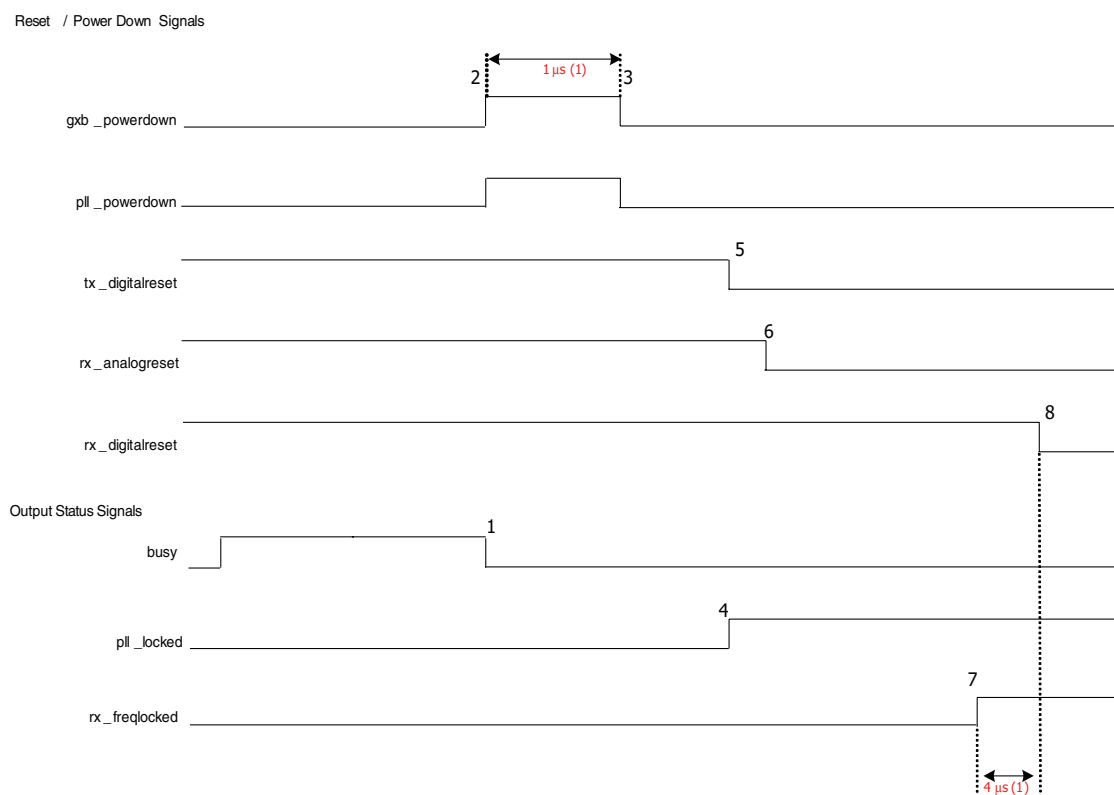 Reset / Power Down Signals
1 μs (1)
2 3
gxb _powerdown
pll _powerdown
5
tx _digitalreset
6
rx _analogreset
8
rx _digitalreset
Output Status Signals
1
busy
4
pll _locked
7
rx _freqlocked
4 μs (1)